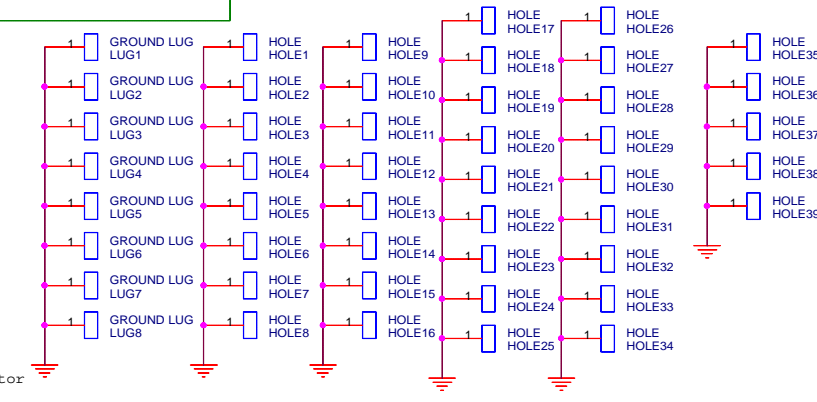 1 GROUND LUG
LUG1
1 GROUND LUG
LUG2
1 GROUND LUG
LUG3
1 GROUND LUG
LUG4
1 GROUND LUG
LUG5
1 GROUND LUG
LUG6
1 GROUND LUG
LUG7
1 GROUND LUG
LUG8
1 HOLE
HOLE1
1 HOLE
HOLE2
1 HOLE
HOLE3
1 HOLE
HOLE4
1 HOLE
HOLE5
1 HOLE
HOLE6
1 HOLE
HOLE7
1 HOLE
HOLE8
1 HOLE
HOLE9
1 HOLE
HOLE10
1 HOLE
HOLE11
1 HOLE
HOLE12
1 HOLE
HOLE13
1 HOLE
HOLE14
1 HOLE
HOLE15
1 HOLE
HOLE16
1 HOLE
HOLE17
1 HOLE
HOLE18
1 HOLE
HOLE19
1 HOLE
HOLE20
1 HOLE
HOLE21
1 HOLE
HOLE22
1 HOLE
HOLE23
1 HOLE
HOLE24
1 HOLE
HOLE25
1 HOLE
HOLE26
1 HOLE
HOLE27
1 HOLE
HOLE28
1 HOLE
HOLE29
1 HOLE
HOLE30
1 HOLE
HOLE31
1 HOLE
HOLE32
1 HOLE
HOLE33
1 HOLE
HOLE34
1 HOLE
HOLE35
1 HOLE
HOLE36
1 HOLE
HOLE37
1 HOLE
HOLE38
1 HOLE
HOLE39
tor